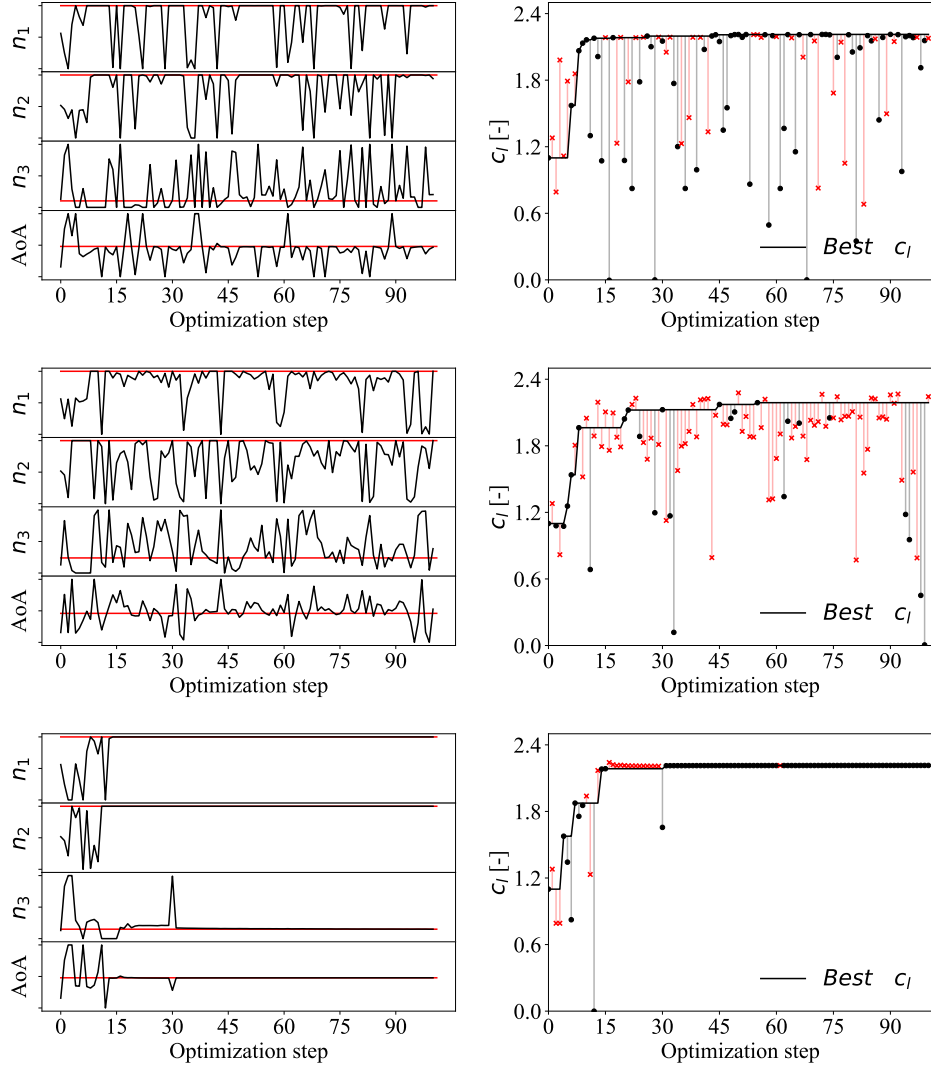 n1
n2
n3
AoA
0 15 30 45 60 75 90
Optimization step
cl [-]
2.4
1.8
1.2
0.6
0.0
Best cl
0 15 30 45 60 75 90
Optimization step
n1
n2
n3
AoA
0 15 30 45 60 75 90
Optimization step
cl [-]
2.4
1.8
1.2
0.6
0.0
Best cl
0 15 30 45 60 75 90
Optimization step
n1
n2
n3
AoA
0 15 30 45 60 75 90
Optimization step
cl [-]
2.4
1.8
1.2
0.6
0.0
Best cl
0 15 30 45 60 75 90
Optimization step